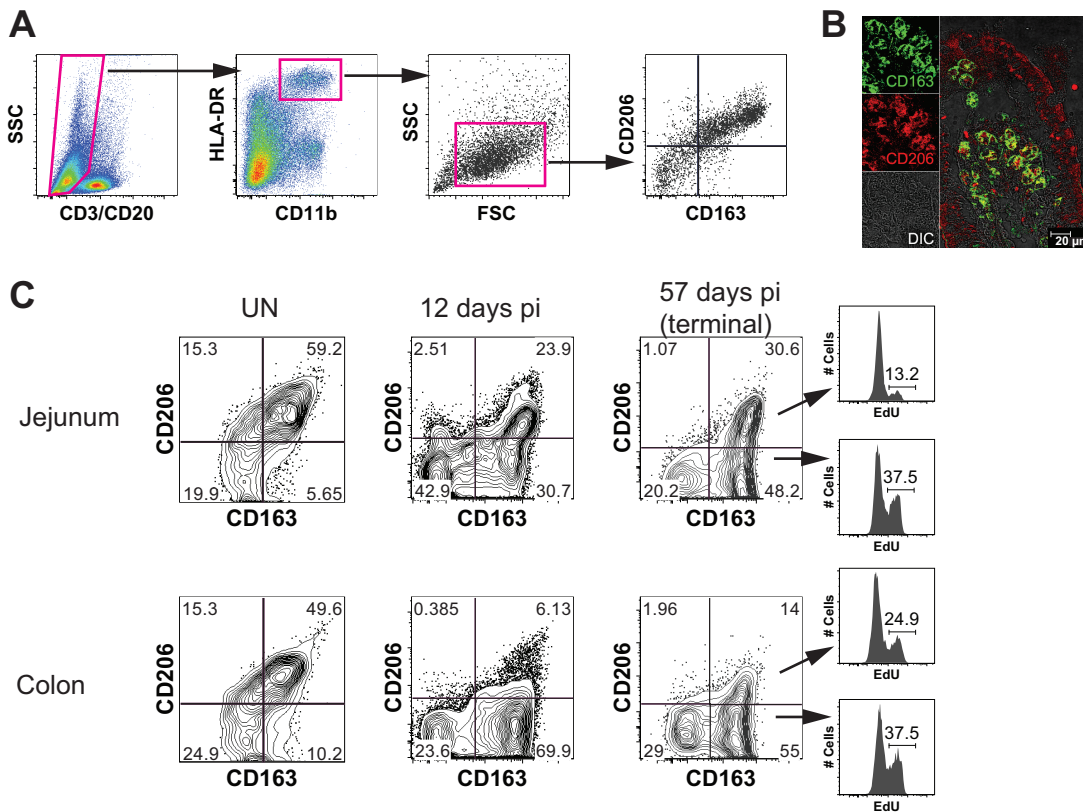 A
SSC
CD3/CD20
HLA-DR
CD11b
SSC
FSC
CD206
CD163
B
CD163
CD206
DIC
20 μm
C
UN
12 days pi
57 days pi
(terminal)
Jejunum
15.3
59.2
19.9
5.65
CD206
CD163
2.51
23.9
42.9
30.7
CD206
CD163
1.07
30.6
20.2
48.2
CD206
CD163
# Cells
13.2
EdU
# Cells
37.5
EdU
Colon
15.3
49.6
24.9
10.2
CD206
CD163
0.385
6.13
23.6
69.9
CD206
CD163
1.96
14
29
55
CD206
CD163
# Cells
24.9
EdU
# Cells
37.5
EdU